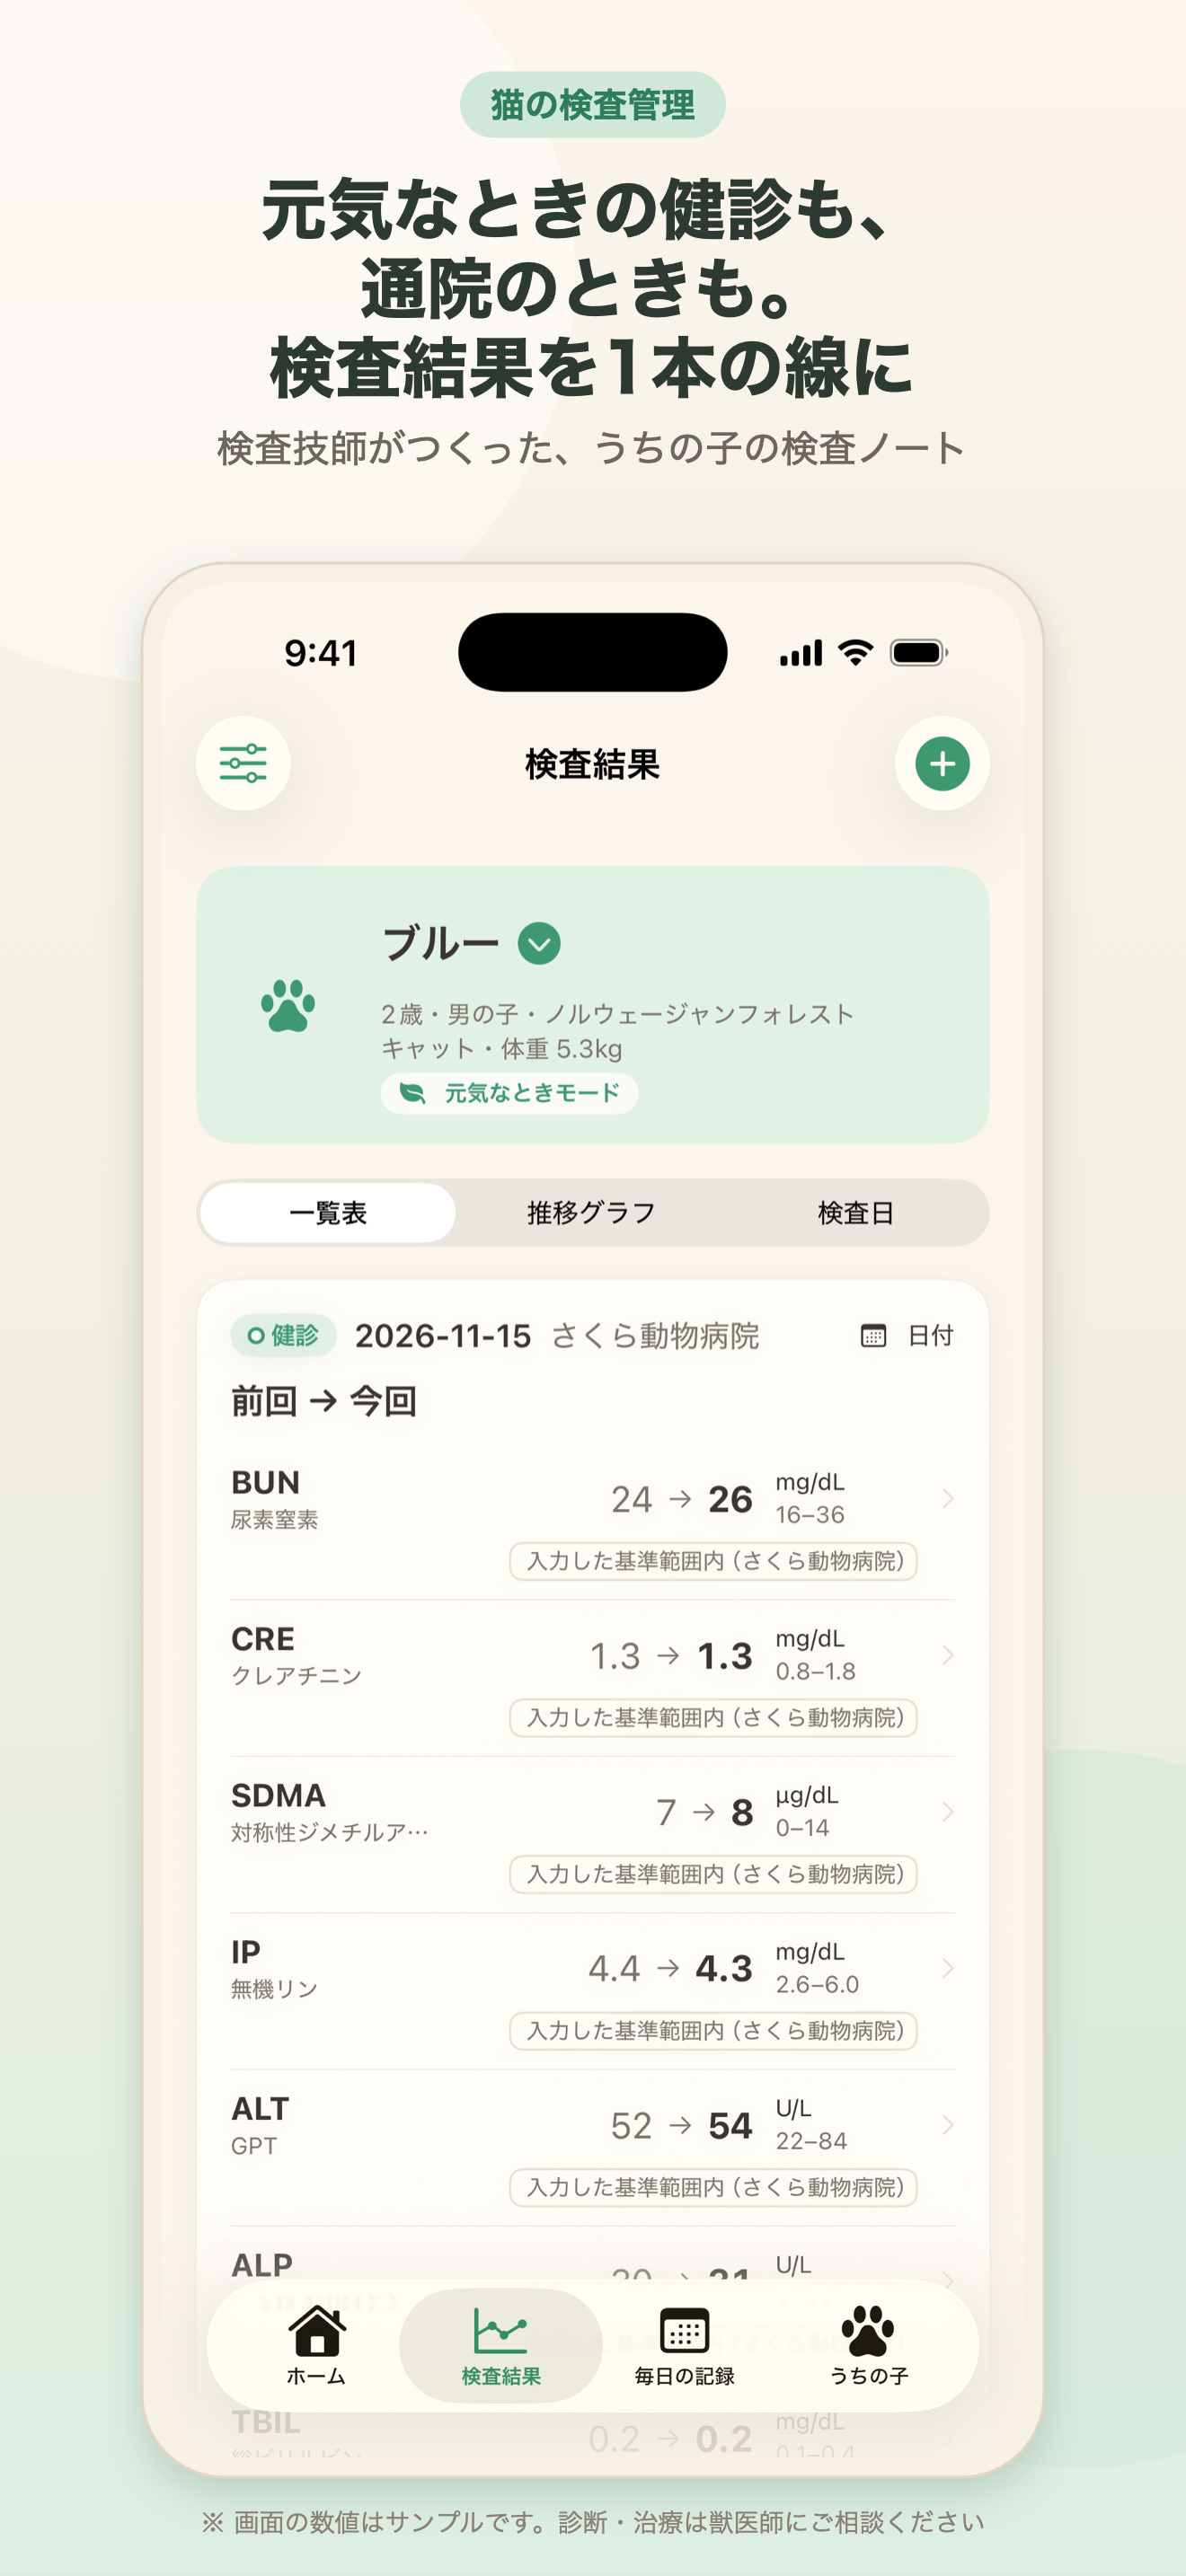 猫の検査管理
元気なときの健診も、
通院のときも。
検査結果を1本の線に
検査技師がつくった、うちの子の検査ノート
9:41
検査結果
ブルー
2歳・男の子・ノルウェージャンフォレスト
キャット・体重 5.3kg
元気なときモード
一覧表 推移グラフ 検査日
健診 2026-11-15 さくら動物病院 日付
前回 → 今回
BUN 24 → 26 mg/dL
尿素窒素 16–36
入力した基準範囲内（さくら動物病院）
CRE 1.3 → 1.3 mg/dL
クレアチニン 0.8–1.8
入力した基準範囲内（さくら動物病院）
SDMA 7 → 8 µg/dL
対称性ジメチルア… 0–14
入力した基準範囲内（さくら動物病院）
IP 4.4 → 4.3 mg/dL
無機リン 2.6–6.0
入力した基準範囲内（さくら動物病院）
ALT 52 → 54 U/L
GPT 22–84
入力した基準範囲内（さくら動物病院）
ALP U/L
ホーム 検査結果 毎日の記録 うちの子
TBIL 0.2 → 0.2 mg/dL
※ 画面の数値はサンプルです。診断・治療は獣医師にご相談ください